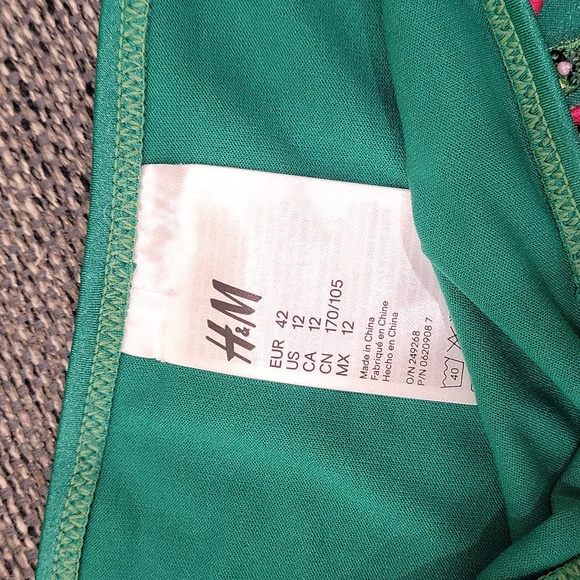 H&M
EUR 42
US 12
CA 12
CN 170/105
MX 12
Made in China
Fabriqué en Chine
Hecho en China
O/N 249268
P/N 0620908 7
40